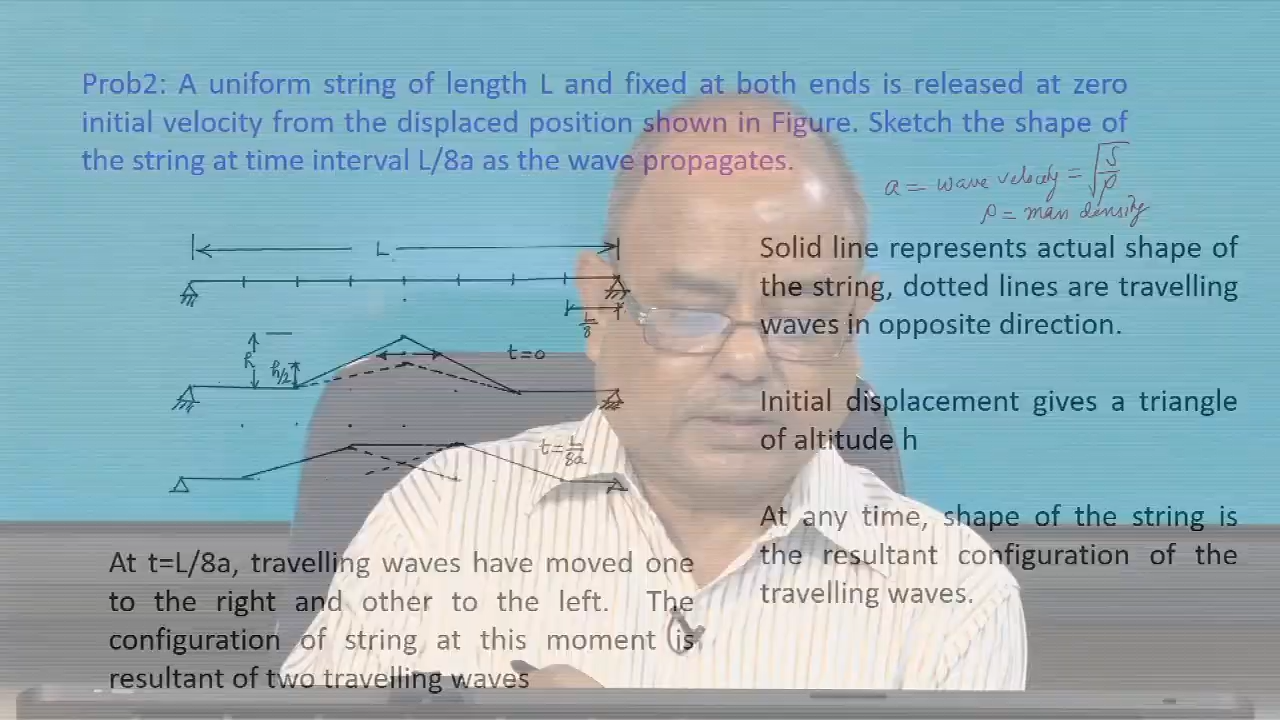 Prob2: A uniform string of length L and fixed at both ends is released at zero
initial velocity from the displaced position shown in Figure. Sketch the shape of
the string at time interval L/8a as the wave propagates.
a = wave velocity = √S/ρ
ρ = man density
L
L/8
h
h/2
t=0
t=L/8a
Solid line represents actual shape of
the string, dotted lines are travelling
waves in opposite direction.
Initial displacement gives a triangle
of altitude h
At any time, shape of the string is
the resultant configuration of the
travelling waves.
At t=L/8a, travelling waves have moved one
to the right and other to the left. The
configuration of string at this moment is
resultant of two travelling waves